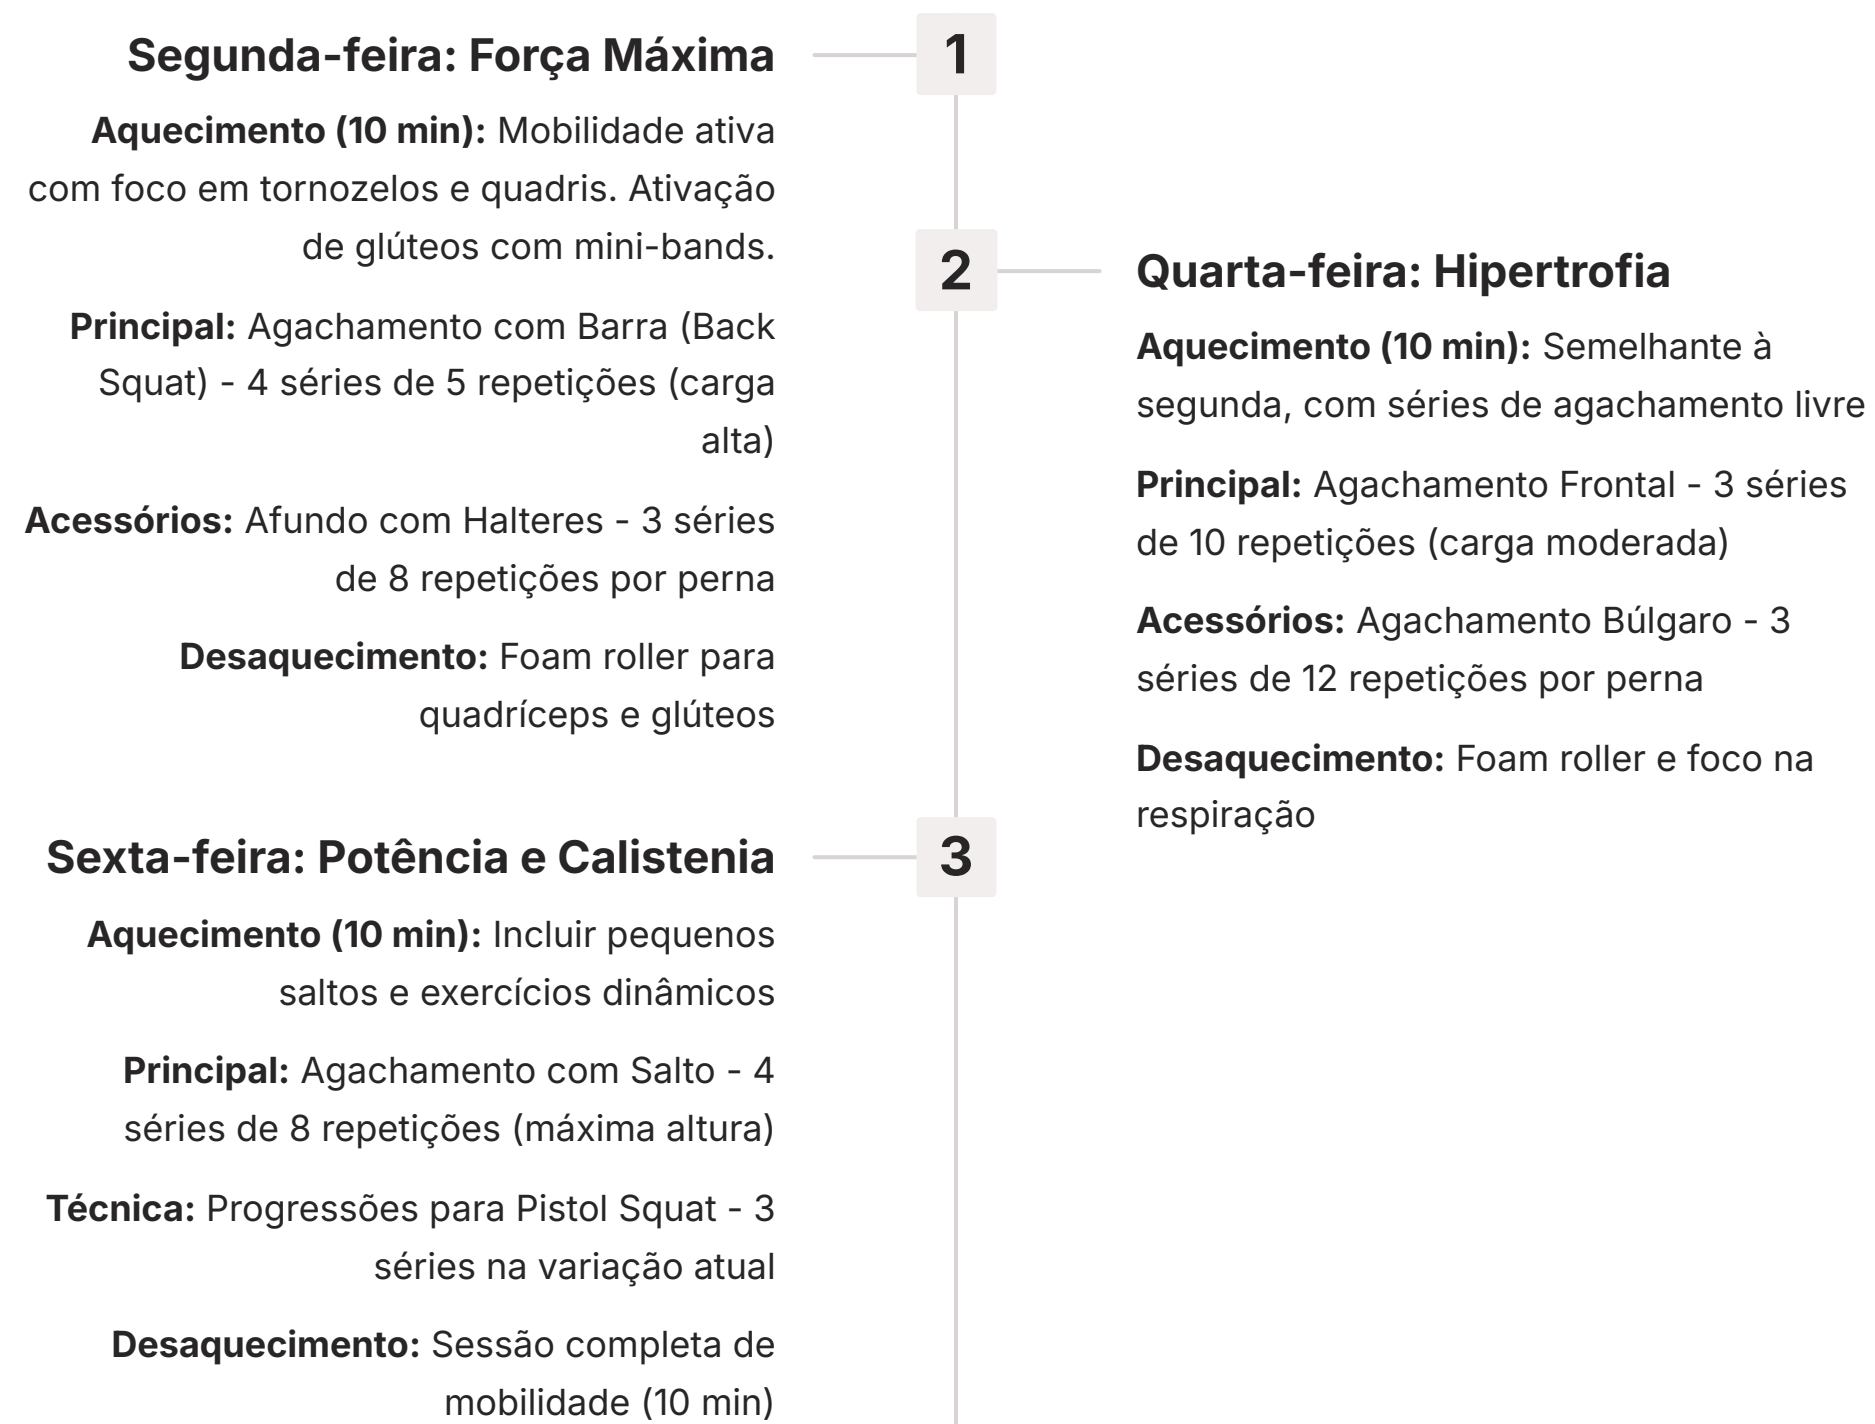 1
Segunda-feira: Força Máxima
Aquecimento (10 min): Mobilidade ativa
com foco em tornozelos e quadris. Ativação
de glúteos com mini-bands.
Principal: Agachamento com Barra (Back
Squat) - 4 séries de 5 repetições (carga
alta)
Acessórios: Afundo com Halteres - 3 séries
de 8 repetições por perna
Desaquecimento: Foam roller para
quadríceps e glúteos
2
Quarta-feira: Hipertrofia
Aquecimento (10 min): Semelhante à
segunda, com séries de agachamento livre
Principal: Agachamento Frontal - 3 séries
de 10 repetições (carga moderada)
Acessórios: Agachamento Búlgaro - 3
séries de 12 repetições por perna
Desaquecimento: Foam roller e foco na
respiração
3
Sexta-feira: Potência e Calistenia
Aquecimento (10 min): Incluir pequenos
saltos e exercícios dinâmicos
Principal: Agachamento com Salto - 4
séries de 8 repetições (máxima altura)
Técnica: Progressões para Pistol Squat - 3
séries na variação atual
Desaquecimento: Sessão completa de
mobilidade (10 min)